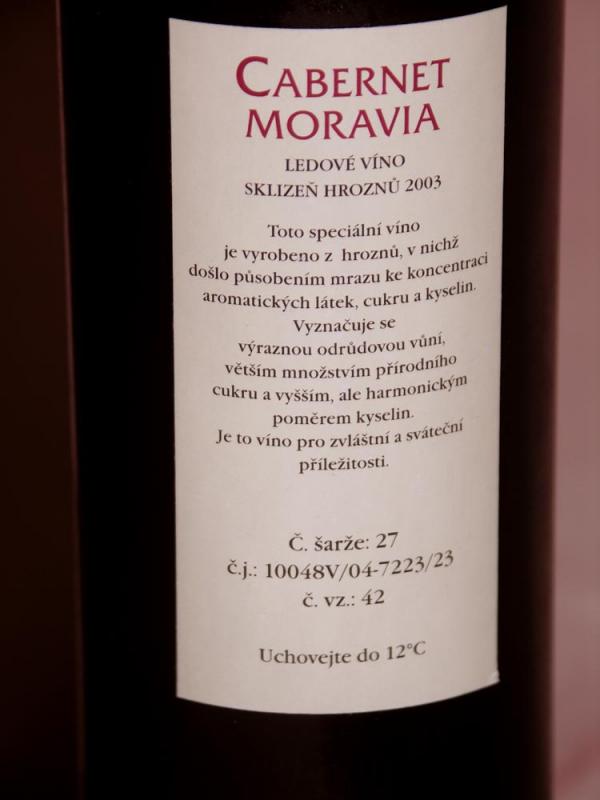 CABERNET
MORAVIA
LEDOVÉ VÍNO
SKLIZEŇ HROZNŮ 2003
Toto speciální víno
je vyrobeno z hroznů, v nichž
došlo působením mrazu ke koncentraci
aromatických látek, cukru a kyselin.
Vyznačuje se
výraznou odrůdovou vůní,
větším množstvím přírodního
cukru a vyšším, ale harmonickým
poměrem kyselin.
Je to víno pro zvláštní a sváteční
příležitosti.
Č. šarže: 27
č.j.: 10048V/04-7223/23
č. vz.: 42
Uchovejte do 12°C